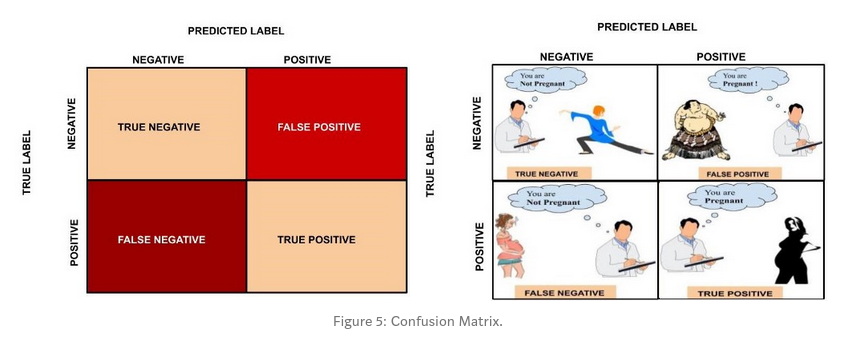 PREDICTED LABEL
NEGATIVE
POSITIVE
TRUE LABEL
NEGATIVE
TRUE NEGATIVE
FALSE POSITIVE
POSITIVE
FALSE NEGATIVE
TRUE POSITIVE
PREDICTED LABEL
NEGATIVE
POSITIVE
TRUE LABEL
NEGATIVE
You are
Not Pregnant
TRUE NEGATIVE
You are
Pregnant !
FALSE POSITIVE
POSITIVE
You are
Not Pregnant
FALSE NEGATIVE
You are
Pregnant
TRUE POSITIVE
Figure 5: Confusion Matrix.